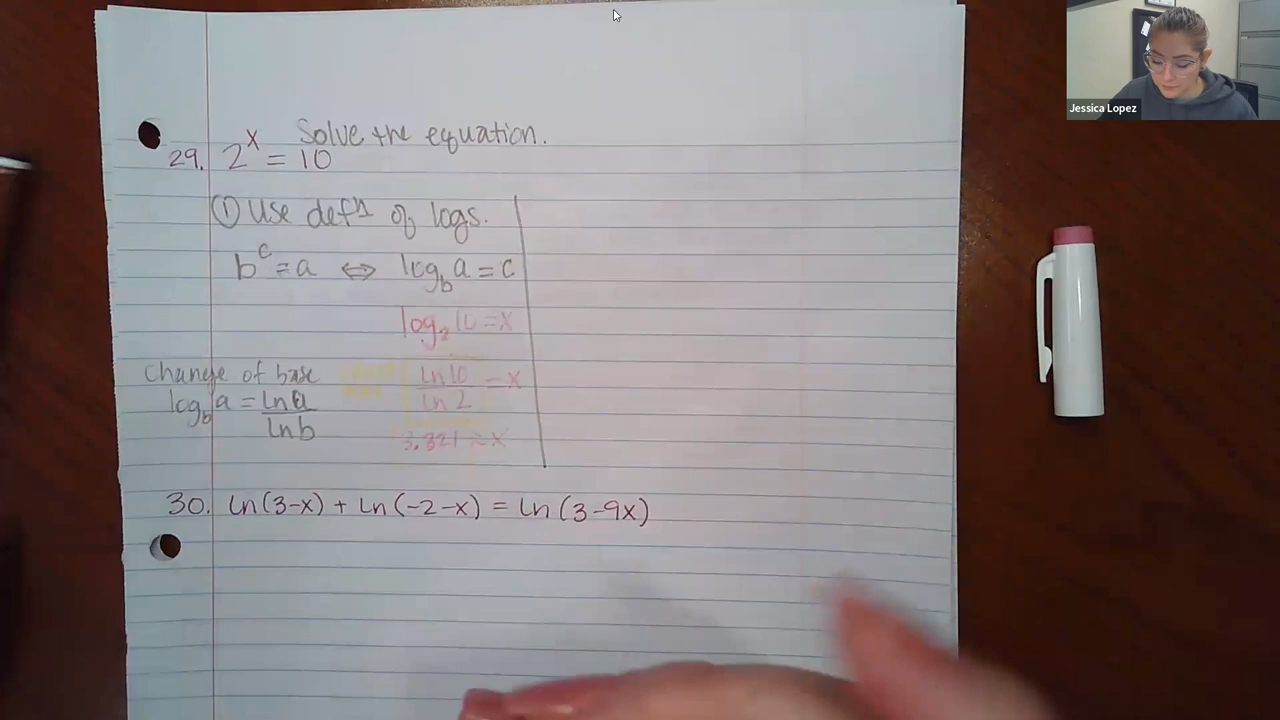 Solve the equation.
29. 2^x = 10
① Use def'n of logs.
b^c = a ⇔ log_b a = c
log_2 10 = x
Change of base
log_b a = ln a / ln b
ln 10 / ln 2 = x
3.321 ≈ x
30. ln(3-x) + ln(-2-x) = ln(3-9x)
Jessica Lopez